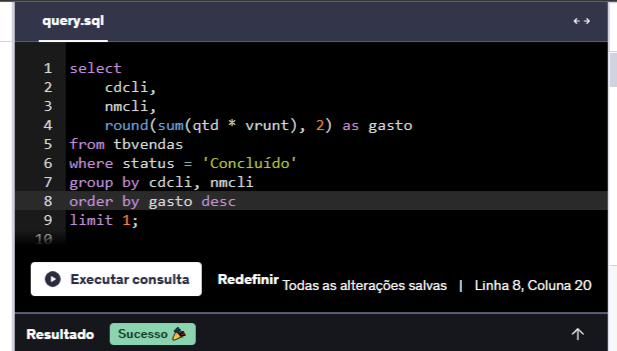 query.sql
1 select
2     cdcli,
3     nmcli,
4     round(sum(qtd * vrunt), 2) as gasto
5 from tbvendas
6 where status = 'Concluído'
7 group by cdcli, nmcli
8 order by gasto desc
9 limit 1;
10
Executar consulta Redefinir Todas as alterações salvas | Linha 8, Coluna 20
Resultado Sucesso 🎉